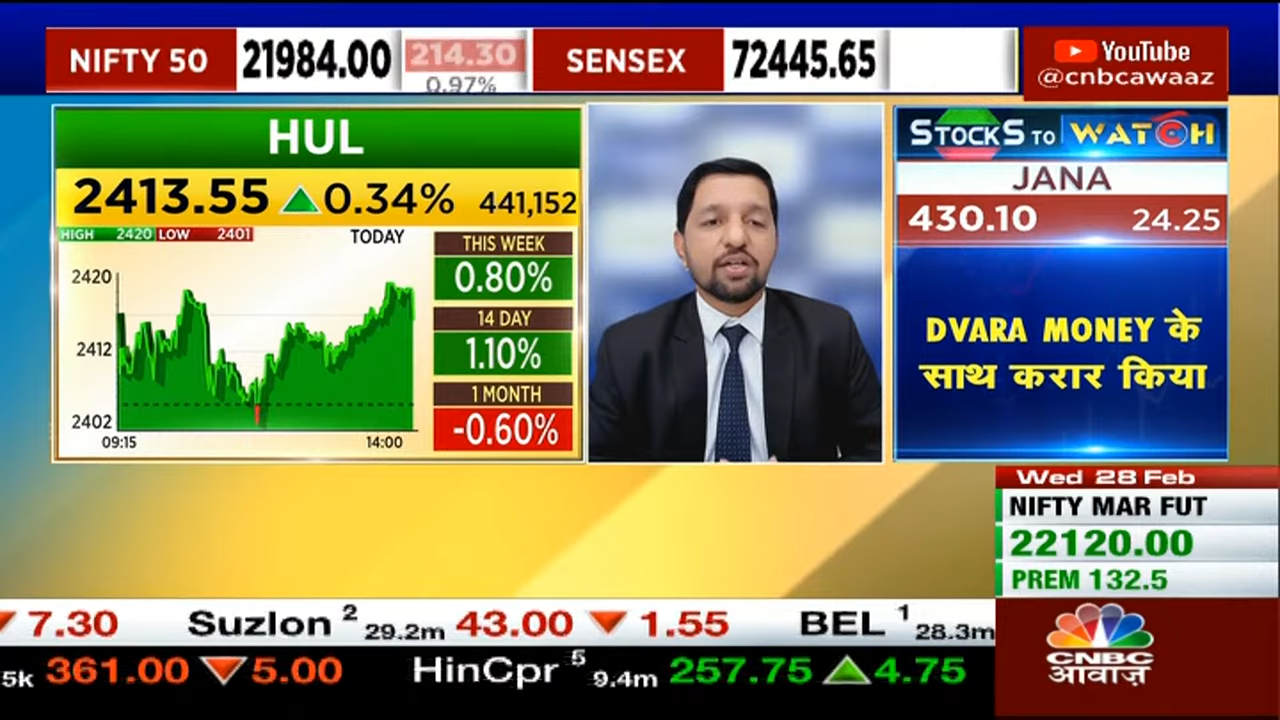 NIFTY 50 21984.00 214.30 0.97% SENSEX 72445.65
YouTube
@cnbcawaaz
HUL
2413.55 0.34% 441,152
HIGH 2420 LOW 2401
TODAY
2420
2412
2402
09:15 14:00
THIS WEEK
0.80%
14 DAY
1.10%
1 MONTH
-0.60%
STOCKS TO WATCH
JANA
430.10 24.25
DVARA MONEY के
साथ करार किया
Wed 28 Feb
NIFTY MAR FUT
22120.00
PREM 132.5
7.30 Suzlon 2 29.2m 43.00 1.55 BEL 1 28.3m
5k 361.00 5.00 HinCpr 5 9.4m 257.75 4.75
CNBC
आवाज़